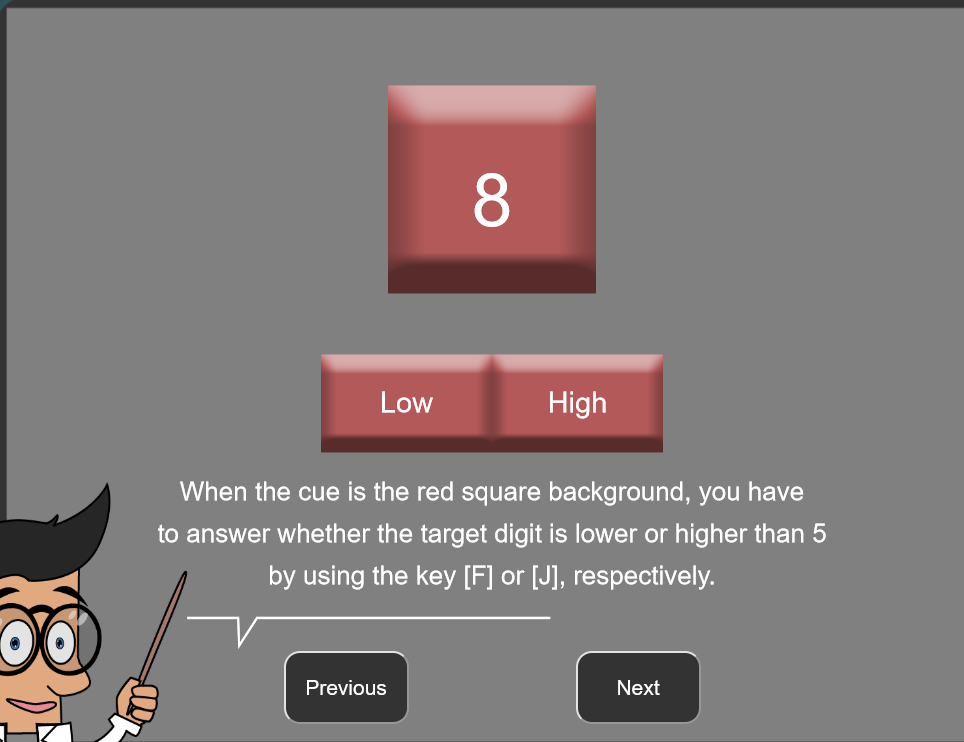 8
Low High
When the cue is the red square background, you have
to answer whether the target digit is lower or higher than 5
by using the key [F] or [J], respectively.
Previous Next